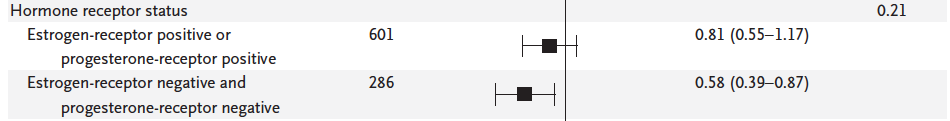 Hormone receptor status 0.21
Estrogen-receptor positive or 601 0.81 (0.55–1.17)
progesterone-receptor positive
Estrogen-receptor negative and 286 0.58 (0.39–0.87)
progesterone-receptor negative